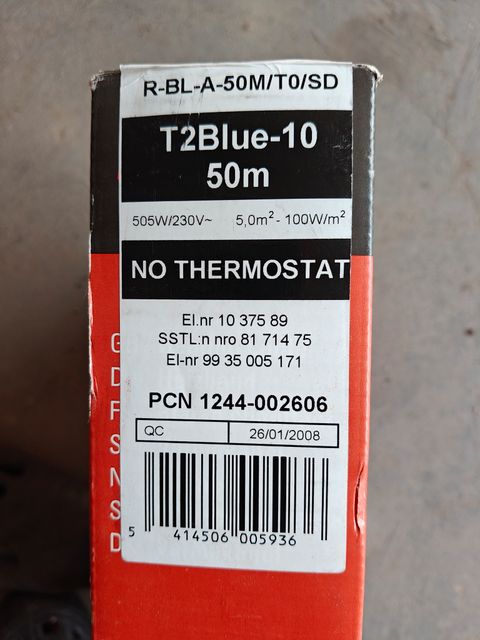 R-BL-A-50M/T0/SD
T2Blue-10
50m
505W/230V~ 5,0m² - 100W/m²
NO THERMOSTAT
El.nr 10 375 89
SSTL:n nro 81 714 75
El-nr 99 35 005 171
PCN 1244-002606
QC 26/01/2008
5 414506 005936
G
D
F
S
N
S
D